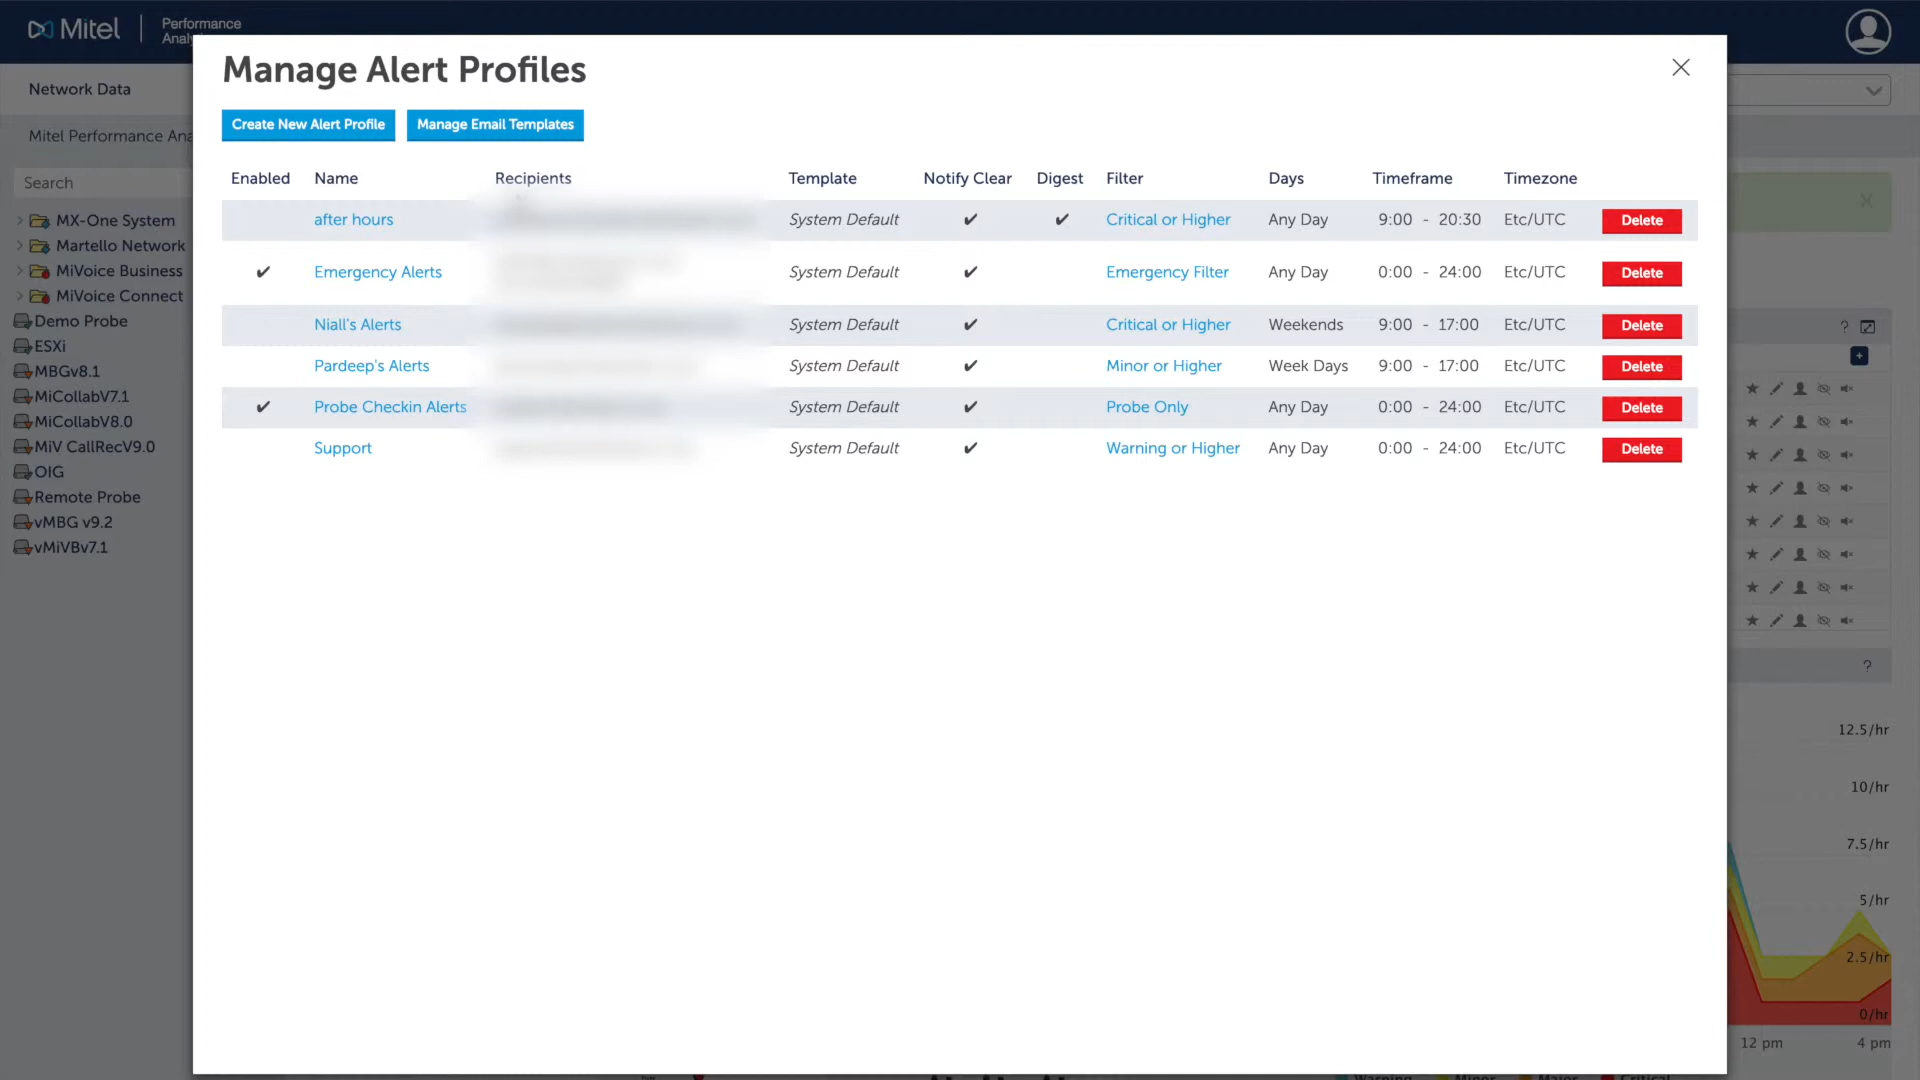 Mitel
Performance
Analy
Manage Alert Profiles
Network Data
Create New Alert Profile
Manage Email Templates
Mitel Performance Ana
Search
Enabled Name Recipients Template Notify Clear Digest Filter Days Timeframe Timezone
after hours System Default ✔ ✔ Critical or Higher Any Day 9:00 - 20:30 Etc/UTC Delete
✔ Emergency Alerts System Default ✔ Emergency Filter Any Day 0:00 - 24:00 Etc/UTC Delete
Niall's Alerts System Default ✔ Critical or Higher Weekends 9:00 - 17:00 Etc/UTC Delete
Pardeep's Alerts System Default ✔ Minor or Higher Week Days 9:00 - 17:00 Etc/UTC Delete
✔ Probe Checkin Alerts System Default ✔ Probe Only Any Day 0:00 - 24:00 Etc/UTC Delete
Support System Default ✔ Warning or Higher Any Day 0:00 - 24:00 Etc/UTC Delete
MX-One System
Martello Network
MiVoice Business
MiVoice Connect
Demo Probe
ESXi
MBGv8.1
MiCollabV7.1
MiCollabV8.0
MiV CallRecV9.0
OIG
Remote Probe
vMBG v9.2
vMiVBv7.1
?
?
12.5/hr
10/hr
7.5/hr
5/hr
2.5/hr
0/hr
12 pm 4 pm
Warning Minor Major Critical